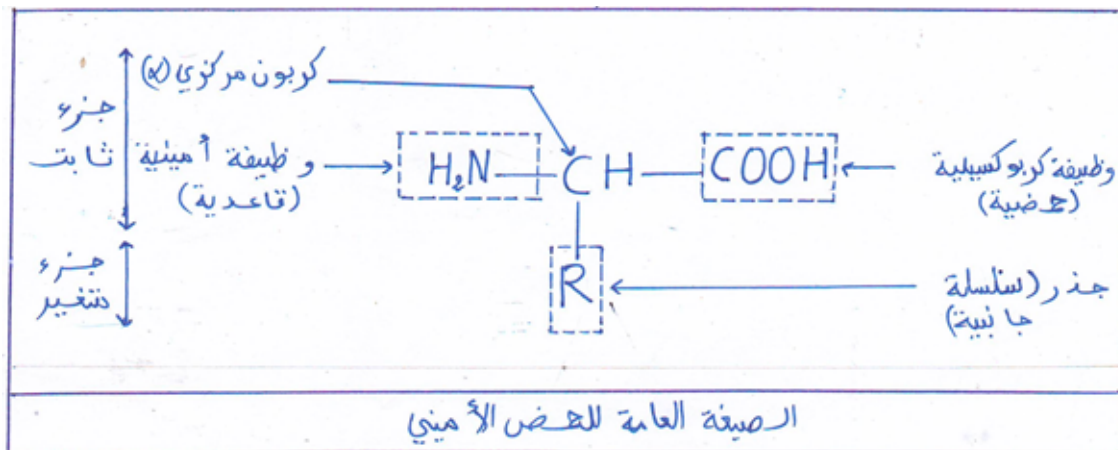 كربون مركزي (α)
جزء
ثابت
وظيفة أمينية
(قاعدية)
H₂N
CH
COOH
وظيفة كربوكسيلية
(حمضية)
جزء
متغير
R
جذر (سلسلة
جانبية)
الصيغة العامة للحمض الأميني